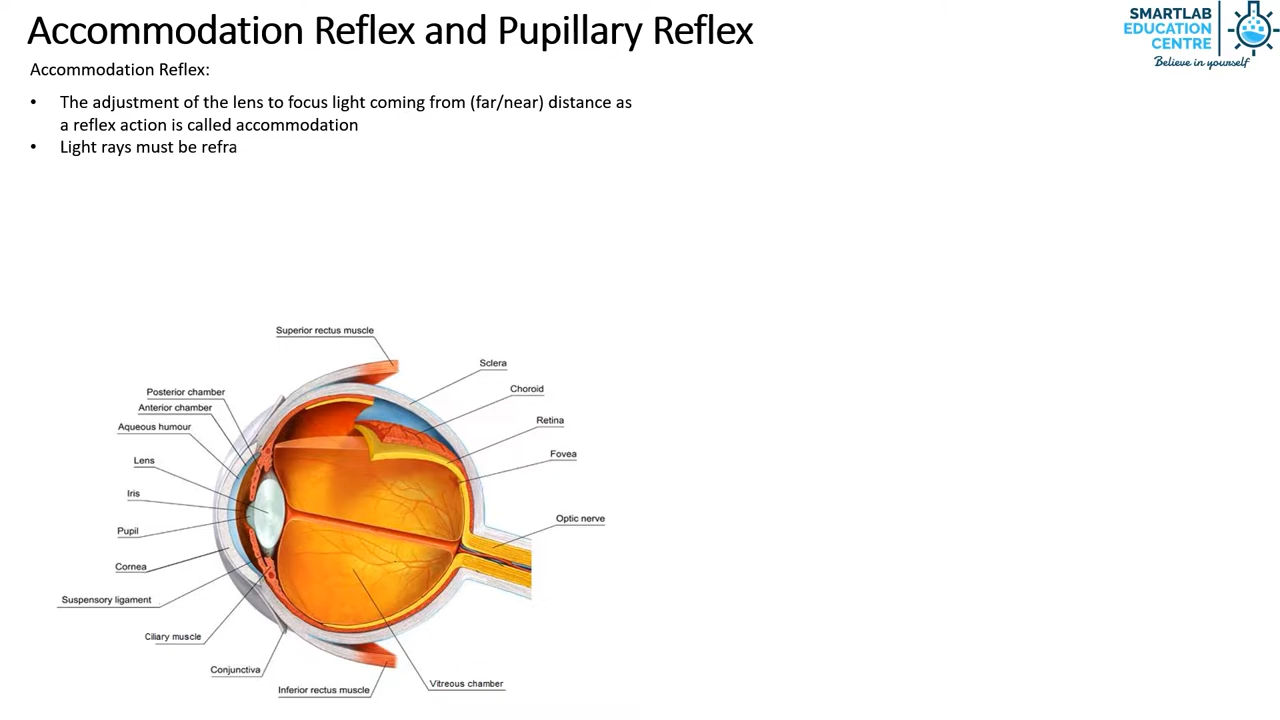 Accommodation Reflex and Pupillary Reflex
SMARTLAB
EDUCATION
CENTRE
Believe in yourself
Accommodation Reflex:
• The adjustment of the lens to focus light coming from (far/near) distance as
a reflex action is called accommodation
• Light rays must be refra
Superior rectus muscle
Sclera
Posterior chamber
Choroid
Anterior chamber
Aqueous humour
Retina
Lens
Fovea
Iris
Optic nerve
Pupil
Cornea
Suspensory ligament
Ciliary muscle
Conjunctiva
Vitreous chamber
Inferior rectus muscle